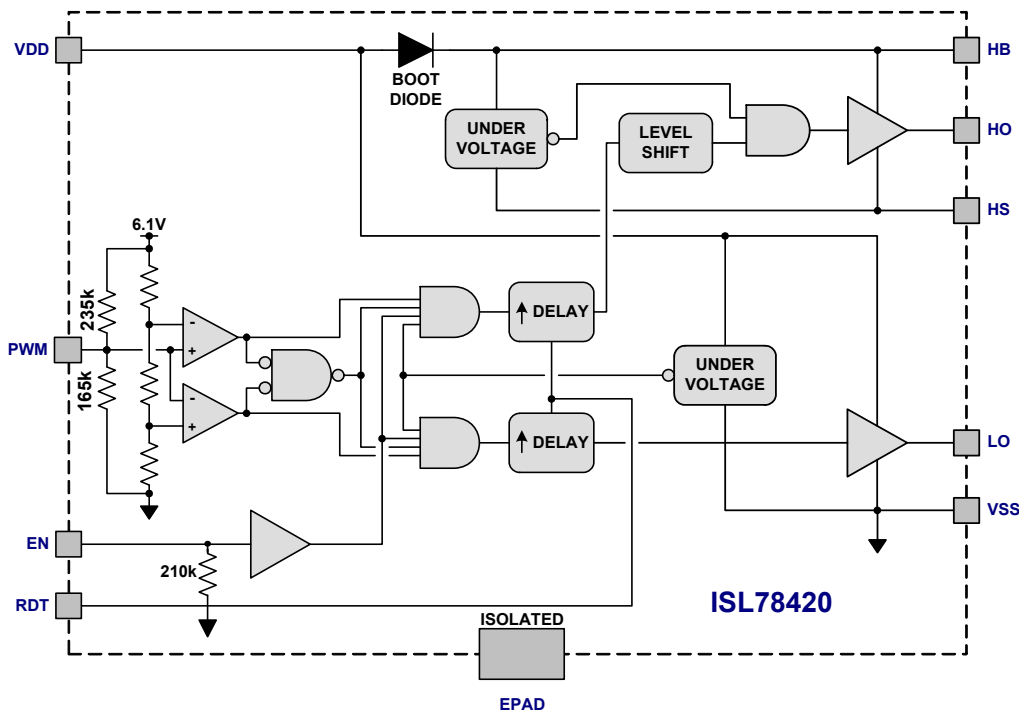 VDD
HB
BOOT
DIODE
UNDER
VOLTAGE
LEVEL
SHIFT
HO
HS
6.1V
235k
- 
+
↑ DELAY
PWM
165k
-
+
UNDER
VOLTAGE
↑ DELAY
LO
VSS
EN
210k
RDT
ISL78420
ISOLATED
EPAD